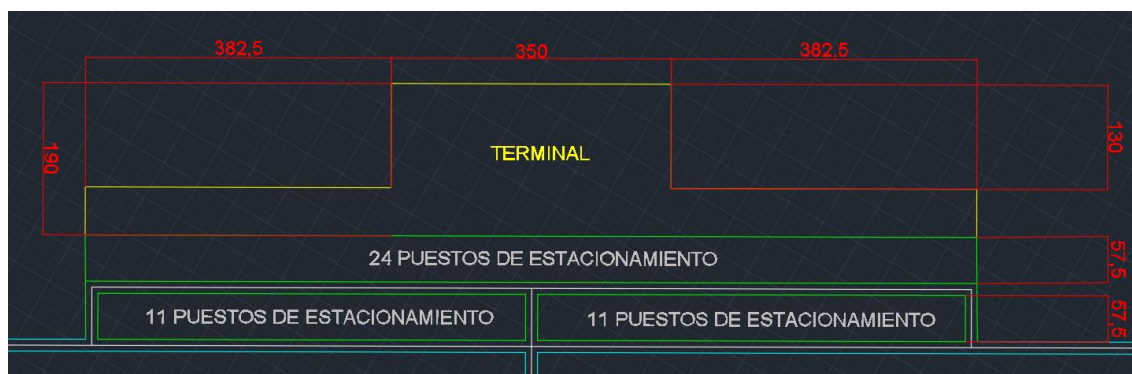 382,5
350
382,5
190
TERMINAL
130
24 PUESTOS DE ESTACIONAMIENTO
57,5
11 PUESTOS DE ESTACIONAMIENTO
11 PUESTOS DE ESTACIONAMIENTO
57,5